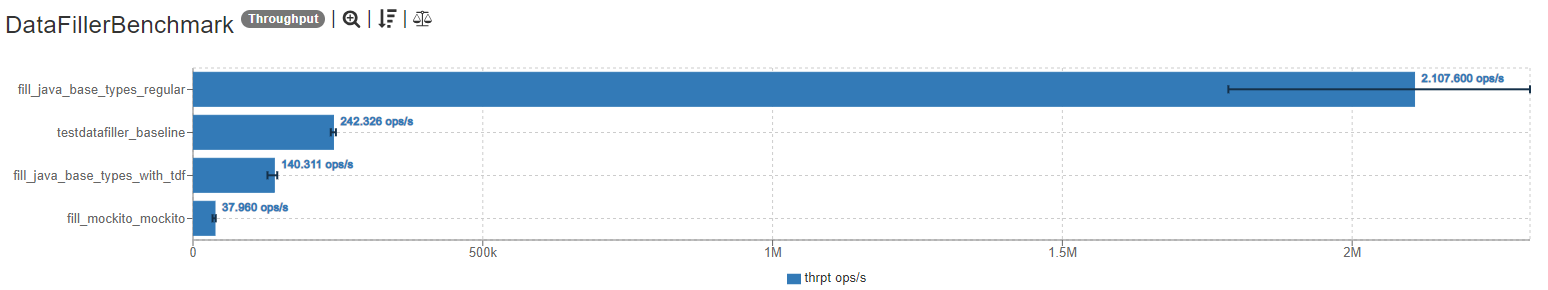 DataFillerBenchmark Throughput | | |
fill_java_base_types_regular 2.107.600 ops/s
testdatafiller_baseline 242.326 ops/s
fill_java_base_types_with_tdf 140.311 ops/s
fill_mockito_mockito 37.960 ops/s
0 500k 1M 1.5M 2M
thrpt ops/s